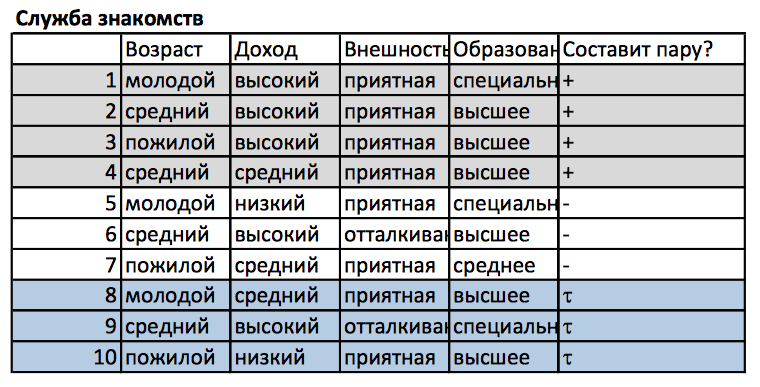 Служба знакомств
Возраст Доход Внешность Образован Составит пару?
1 молодой высокий приятная специальн +
2 средний высокий приятная высшее +
3 пожилой высокий приятная высшее +
4 средний средний приятная высшее +
5 молодой низкий приятная специальн -
6 средний высокий отталкиван высшее -
7 пожилой средний приятная среднее -
8 молодой средний приятная высшее τ
9 средний высокий отталкиван специальн τ
10 пожилой низкий приятная высшее τ